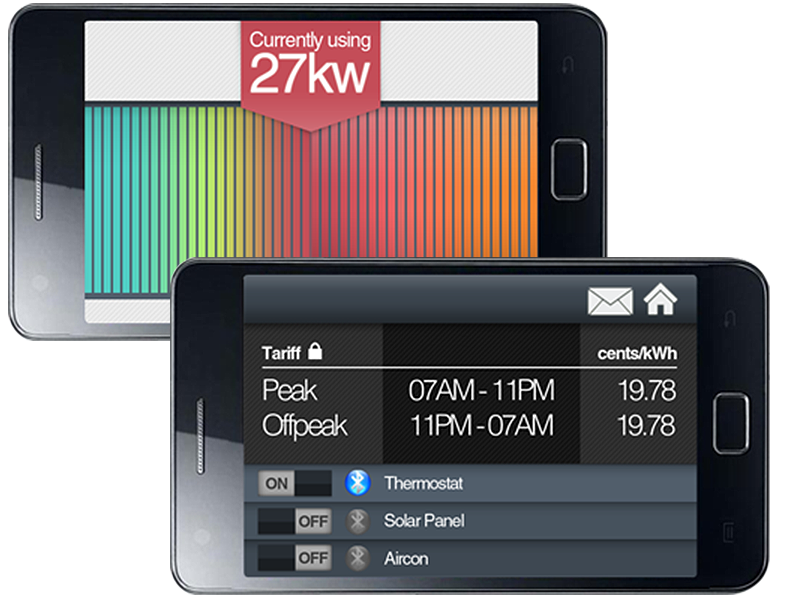 Currently using
27kw
Tariff cents/kWh
Peak 07AM - 11PM 19.78
Offpeak 11PM - 07AM 19.78
ON Thermostat
OFF Solar Panel
OFF Aircon